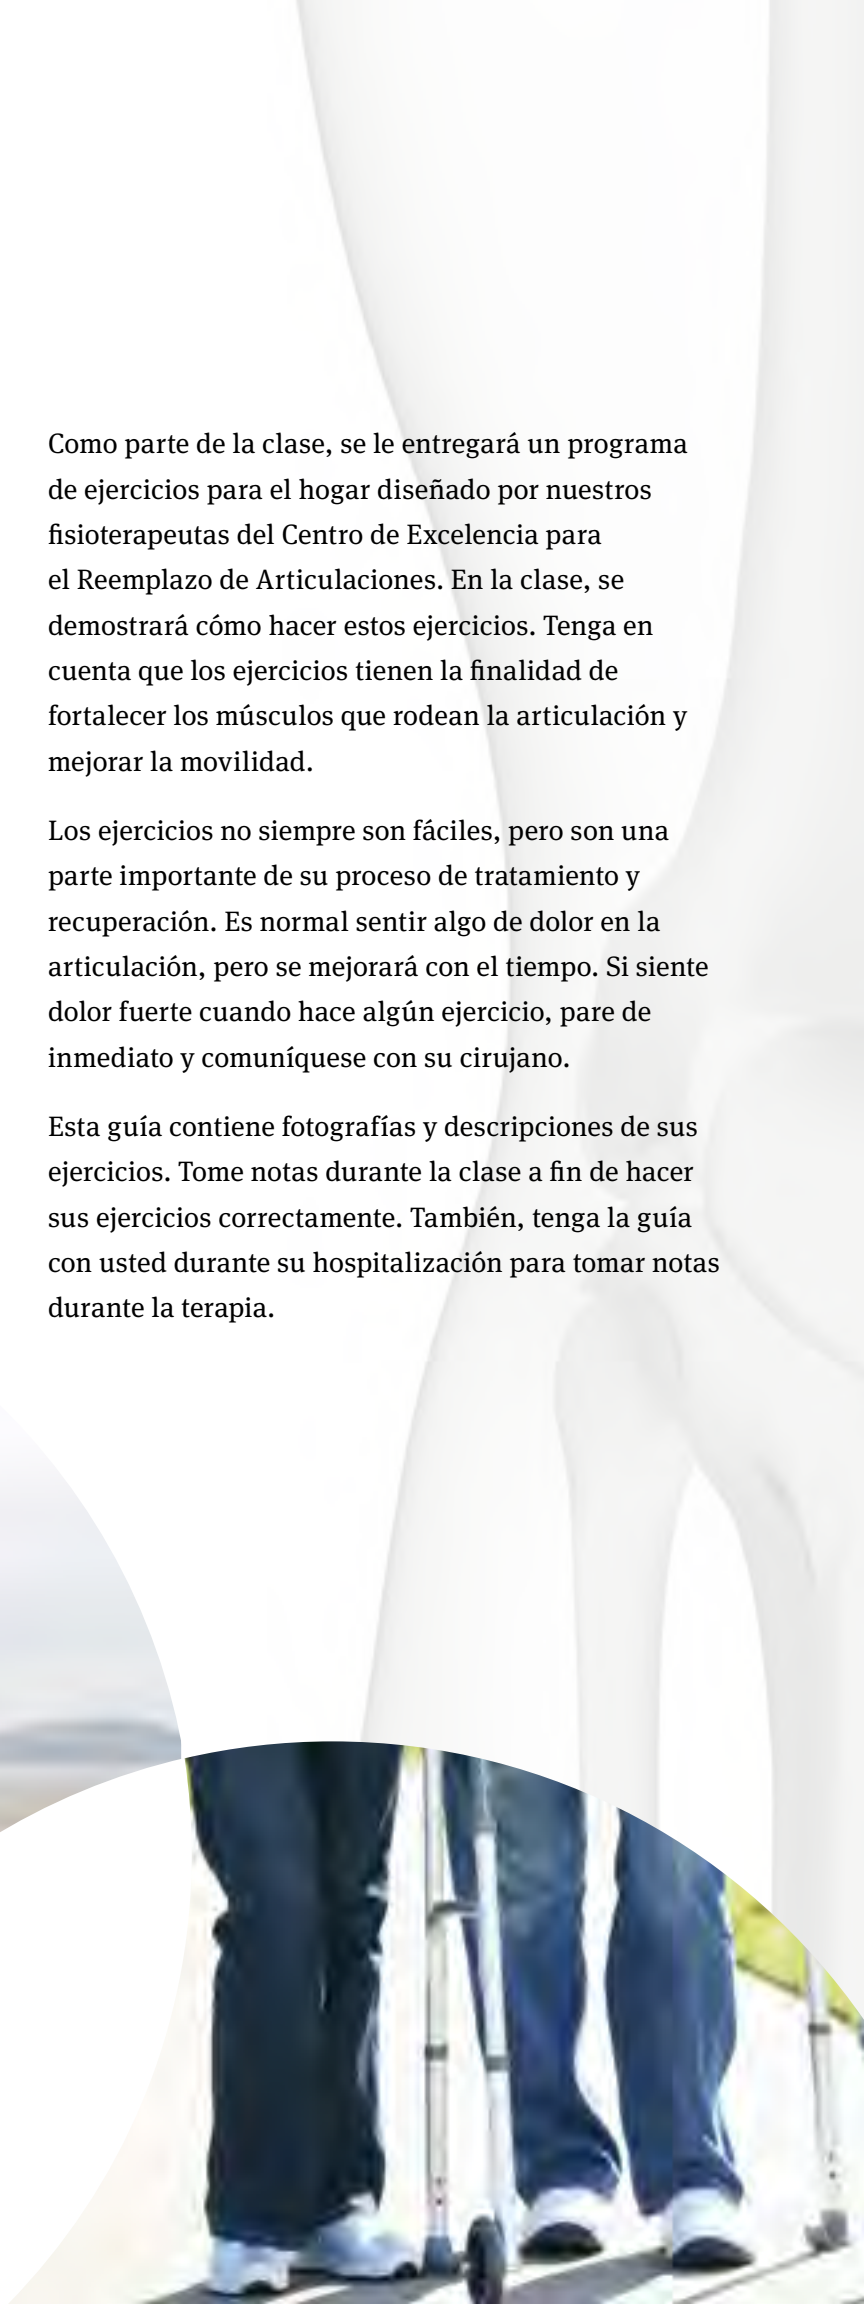 Como parte de la clase, se le entregará un programa
de ejercicios para el hogar diseñado por nuestros
fisioterapeutas del Centro de Excelencia para
el Reemplazo de Articulaciones. En la clase, se
demostrará cómo hacer estos ejercicios. Tenga en
cuenta que los ejercicios tienen la finalidad de
fortalecer los músculos que rodean la articulación y
mejorar la movilidad.
Los ejercicios no siempre son fáciles, pero son una
parte importante de su proceso de tratamiento y
recuperación. Es normal sentir algo de dolor en la
articulación, pero se mejorará con el tiempo. Si siente
dolor fuerte cuando hace algún ejercicio, pare de
inmediato y comuníquese con su cirujano.
Esta guía contiene fotografías y descripciones de sus
ejercicios. Tome notas durante la clase a fin de hacer
sus ejercicios correctamente. También, tenga la guía
con usted durante su hospitalización para tomar notas
durante la terapia.